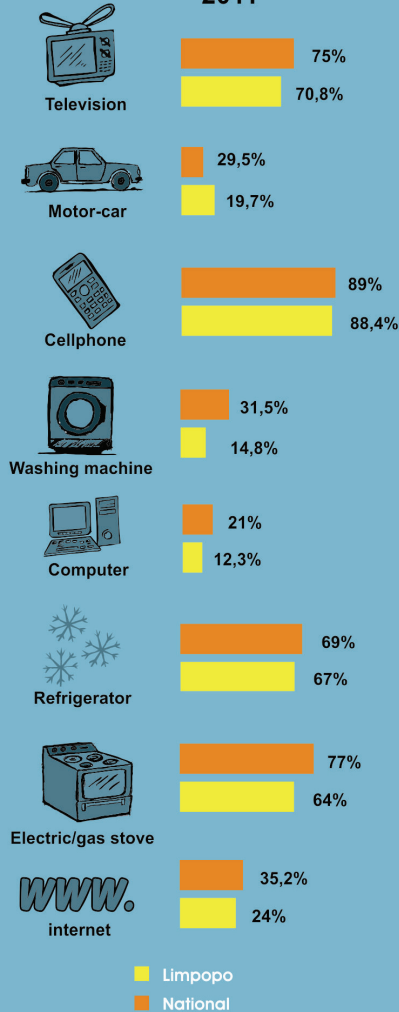 Television
75%
70,8%
Motor-car
29,5%
19,7%
Cellphone
89%
88,4%
Washing machine
31,5%
14,8%
Computer
21%
12,3%
Refrigerator
69%
67%
Electric/gas stove
77%
64%
www.
internet
35,2%
24%
Limpopo
National